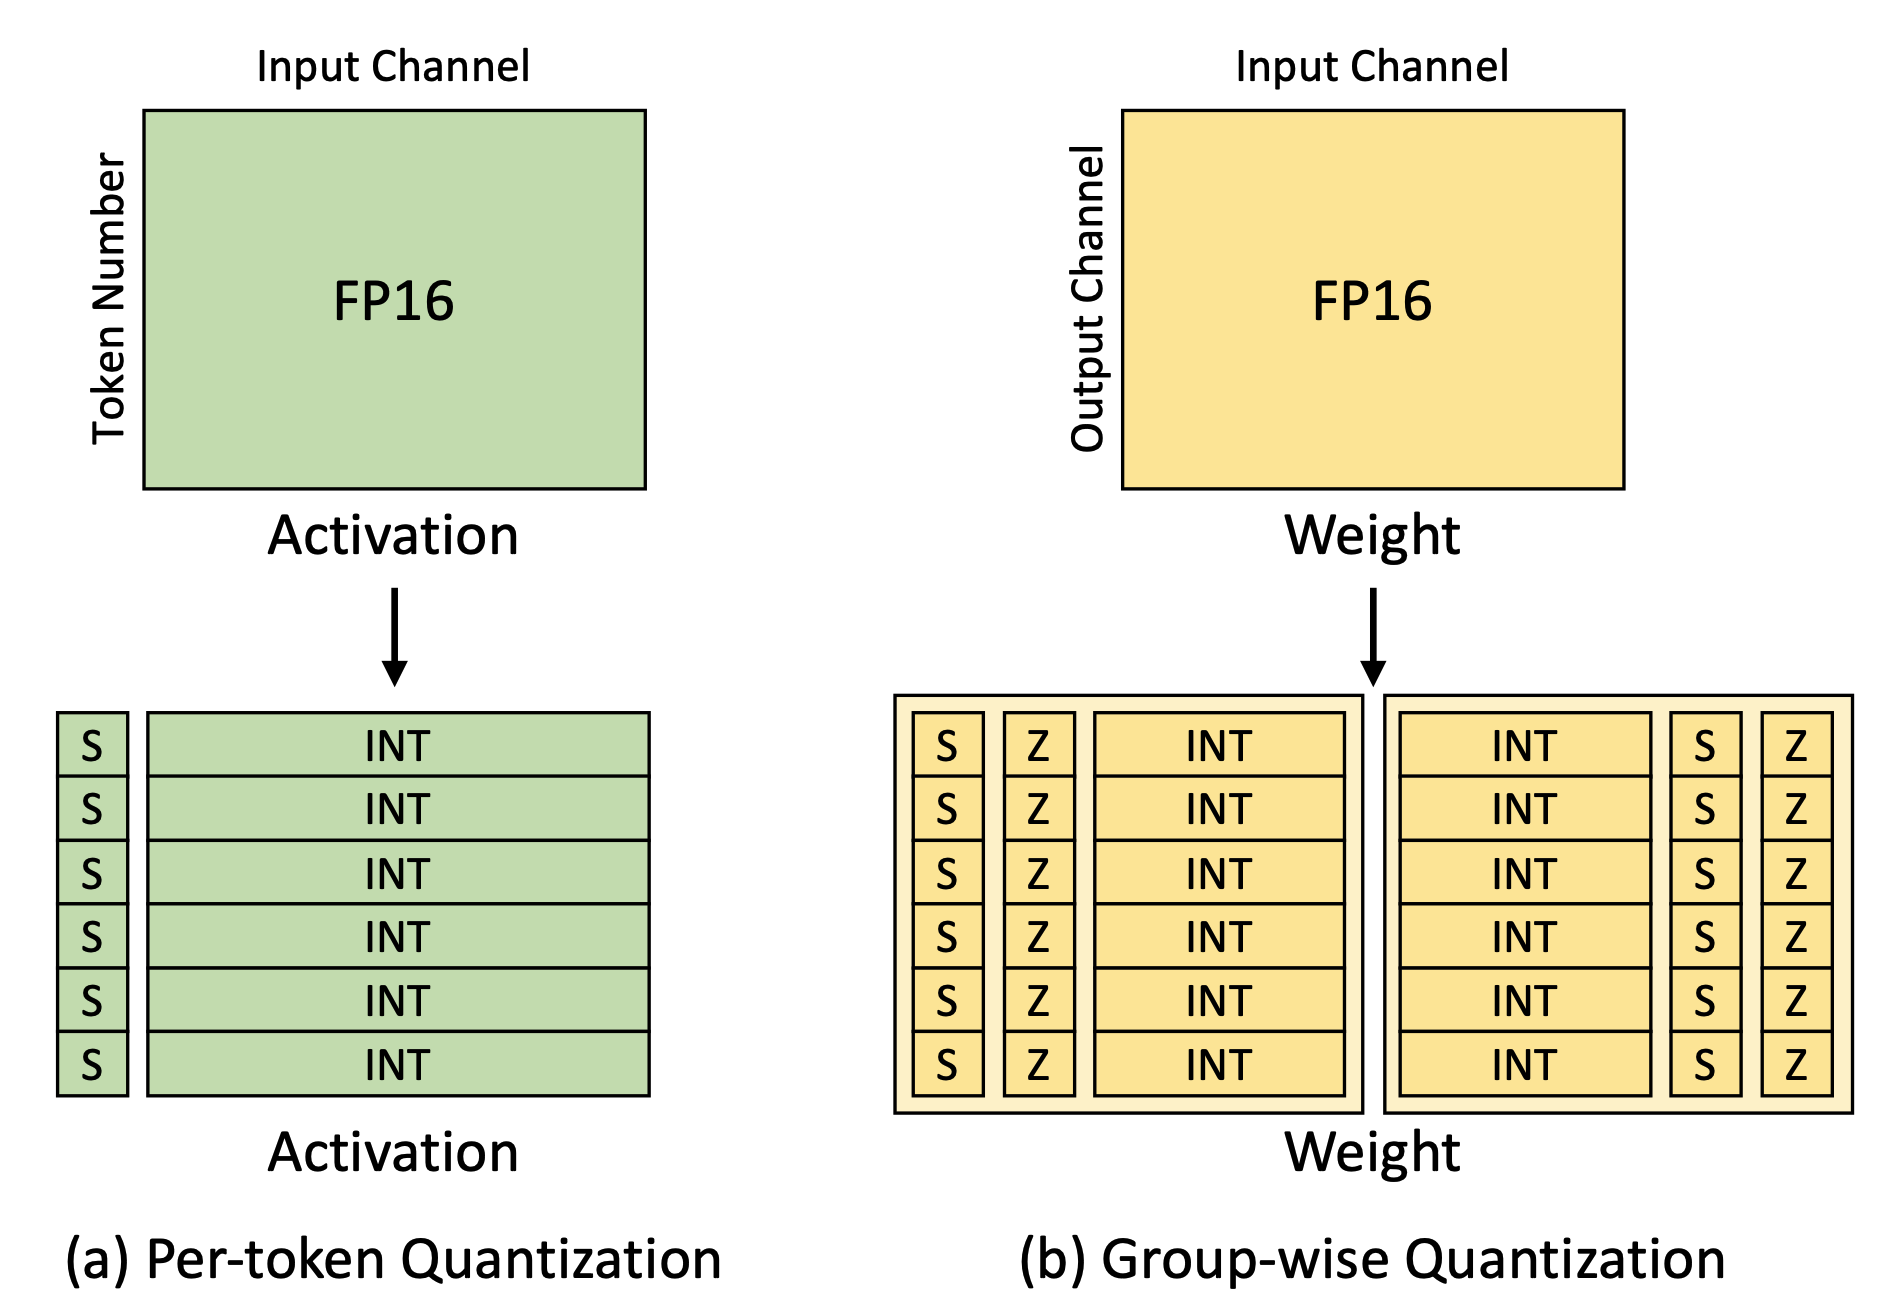 Input Channel
Token Number
FP16
Activation
S INT
S INT
S INT
S INT
S INT
S INT
Activation
(a) Per-token Quantization
Input Channel
Output Channel
FP16
Weight
S Z INT INT S Z
S Z INT INT S Z
S Z INT INT S Z
S Z INT INT S Z
S Z INT INT S Z
S Z INT INT S Z
Weight
(b) Group-wise Quantization